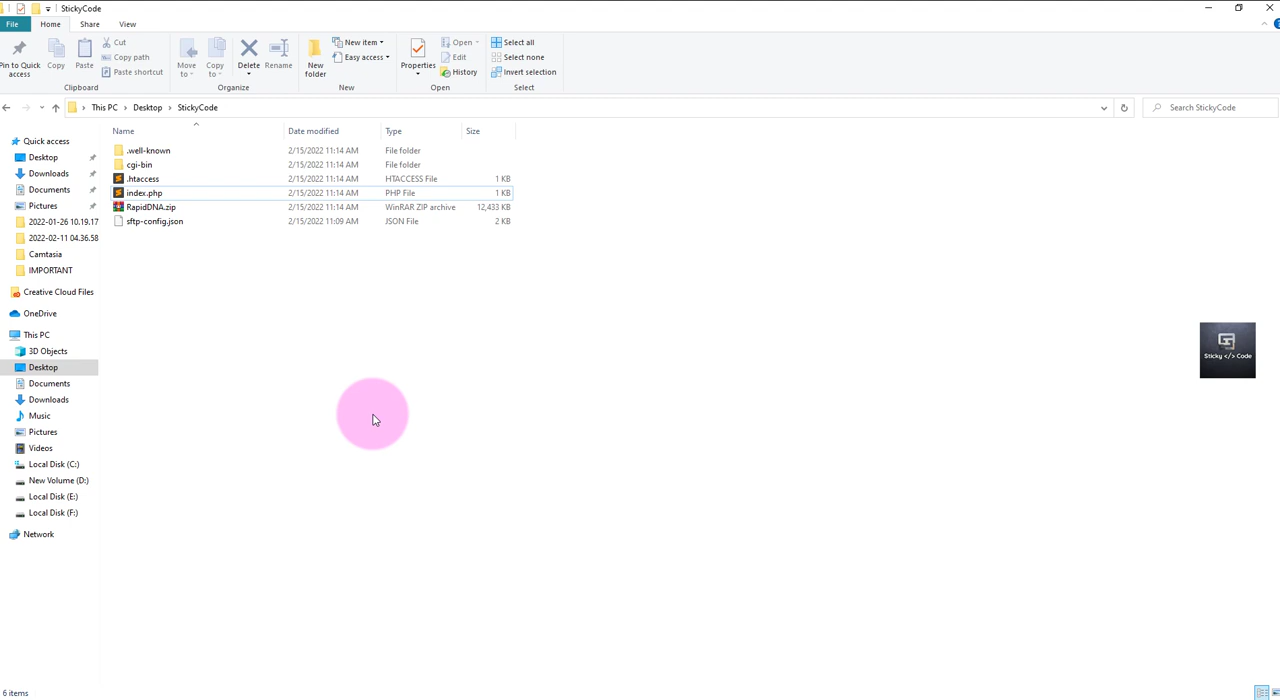 StickyCode
File Home Share View
Pin to Quick access
Copy
Paste
Cut
Copy path
Paste shortcut
Clipboard
Move to
Copy to
Delete
Rename
Organize
New folder
New item
Easy access
New
Properties
Open
Edit
History
Open
Select all
Select none
Invert selection
Select
This PC > Desktop > StickyCode
Search StickyCode
Name Date modified Type Size
.well-known 2/15/2022 11:14 AM File folder
cgi-bin 2/15/2022 11:14 AM File folder
.htaccess 2/15/2022 11:14 AM HTACCESS File 1 KB
index.php 2/15/2022 11:14 AM PHP File 1 KB
RapidDNA.zip 2/15/2022 11:14 AM WinRAR ZIP archive 12,433 KB
sftp-config.json 2/15/2022 11:09 AM JSON File 2 KB
Quick access
Desktop
Downloads
Documents
Pictures
2022-01-26 10.19.17
2022-02-11 04.36.58
Camtasia
IMPORTANT
Creative Cloud Files
OneDrive
This PC
3D Objects
Desktop
Documents
Downloads
Music
Pictures
Videos
Local Disk (C:)
New Volume (D:)
Local Disk (E:)
Local Disk (F:)
Network
Sticky </> Code
6 items